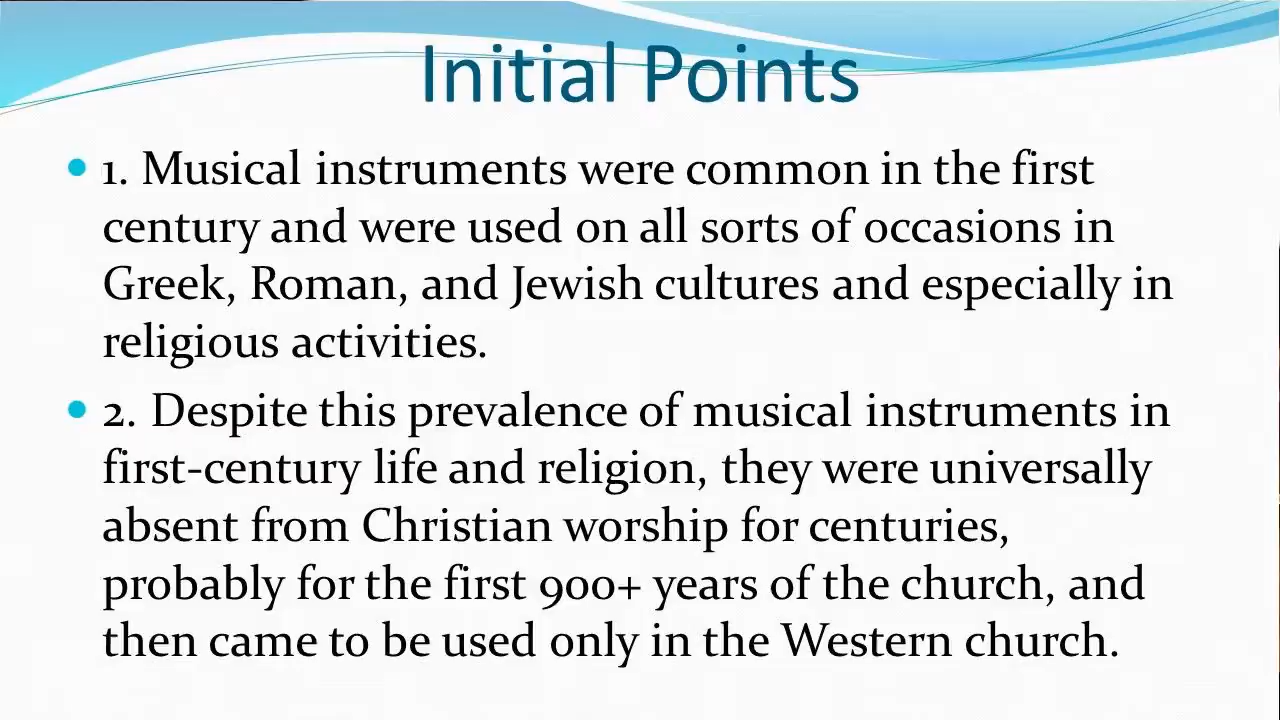 Initial Points
• 1. Musical instruments were common in the first
century and were used on all sorts of occasions in
Greek, Roman, and Jewish cultures and especially in
religious activities.
• 2. Despite this prevalence of musical instruments in
first-century life and religion, they were universally
absent from Christian worship for centuries,
probably for the first 900+ years of the church, and
then came to be used only in the Western church.